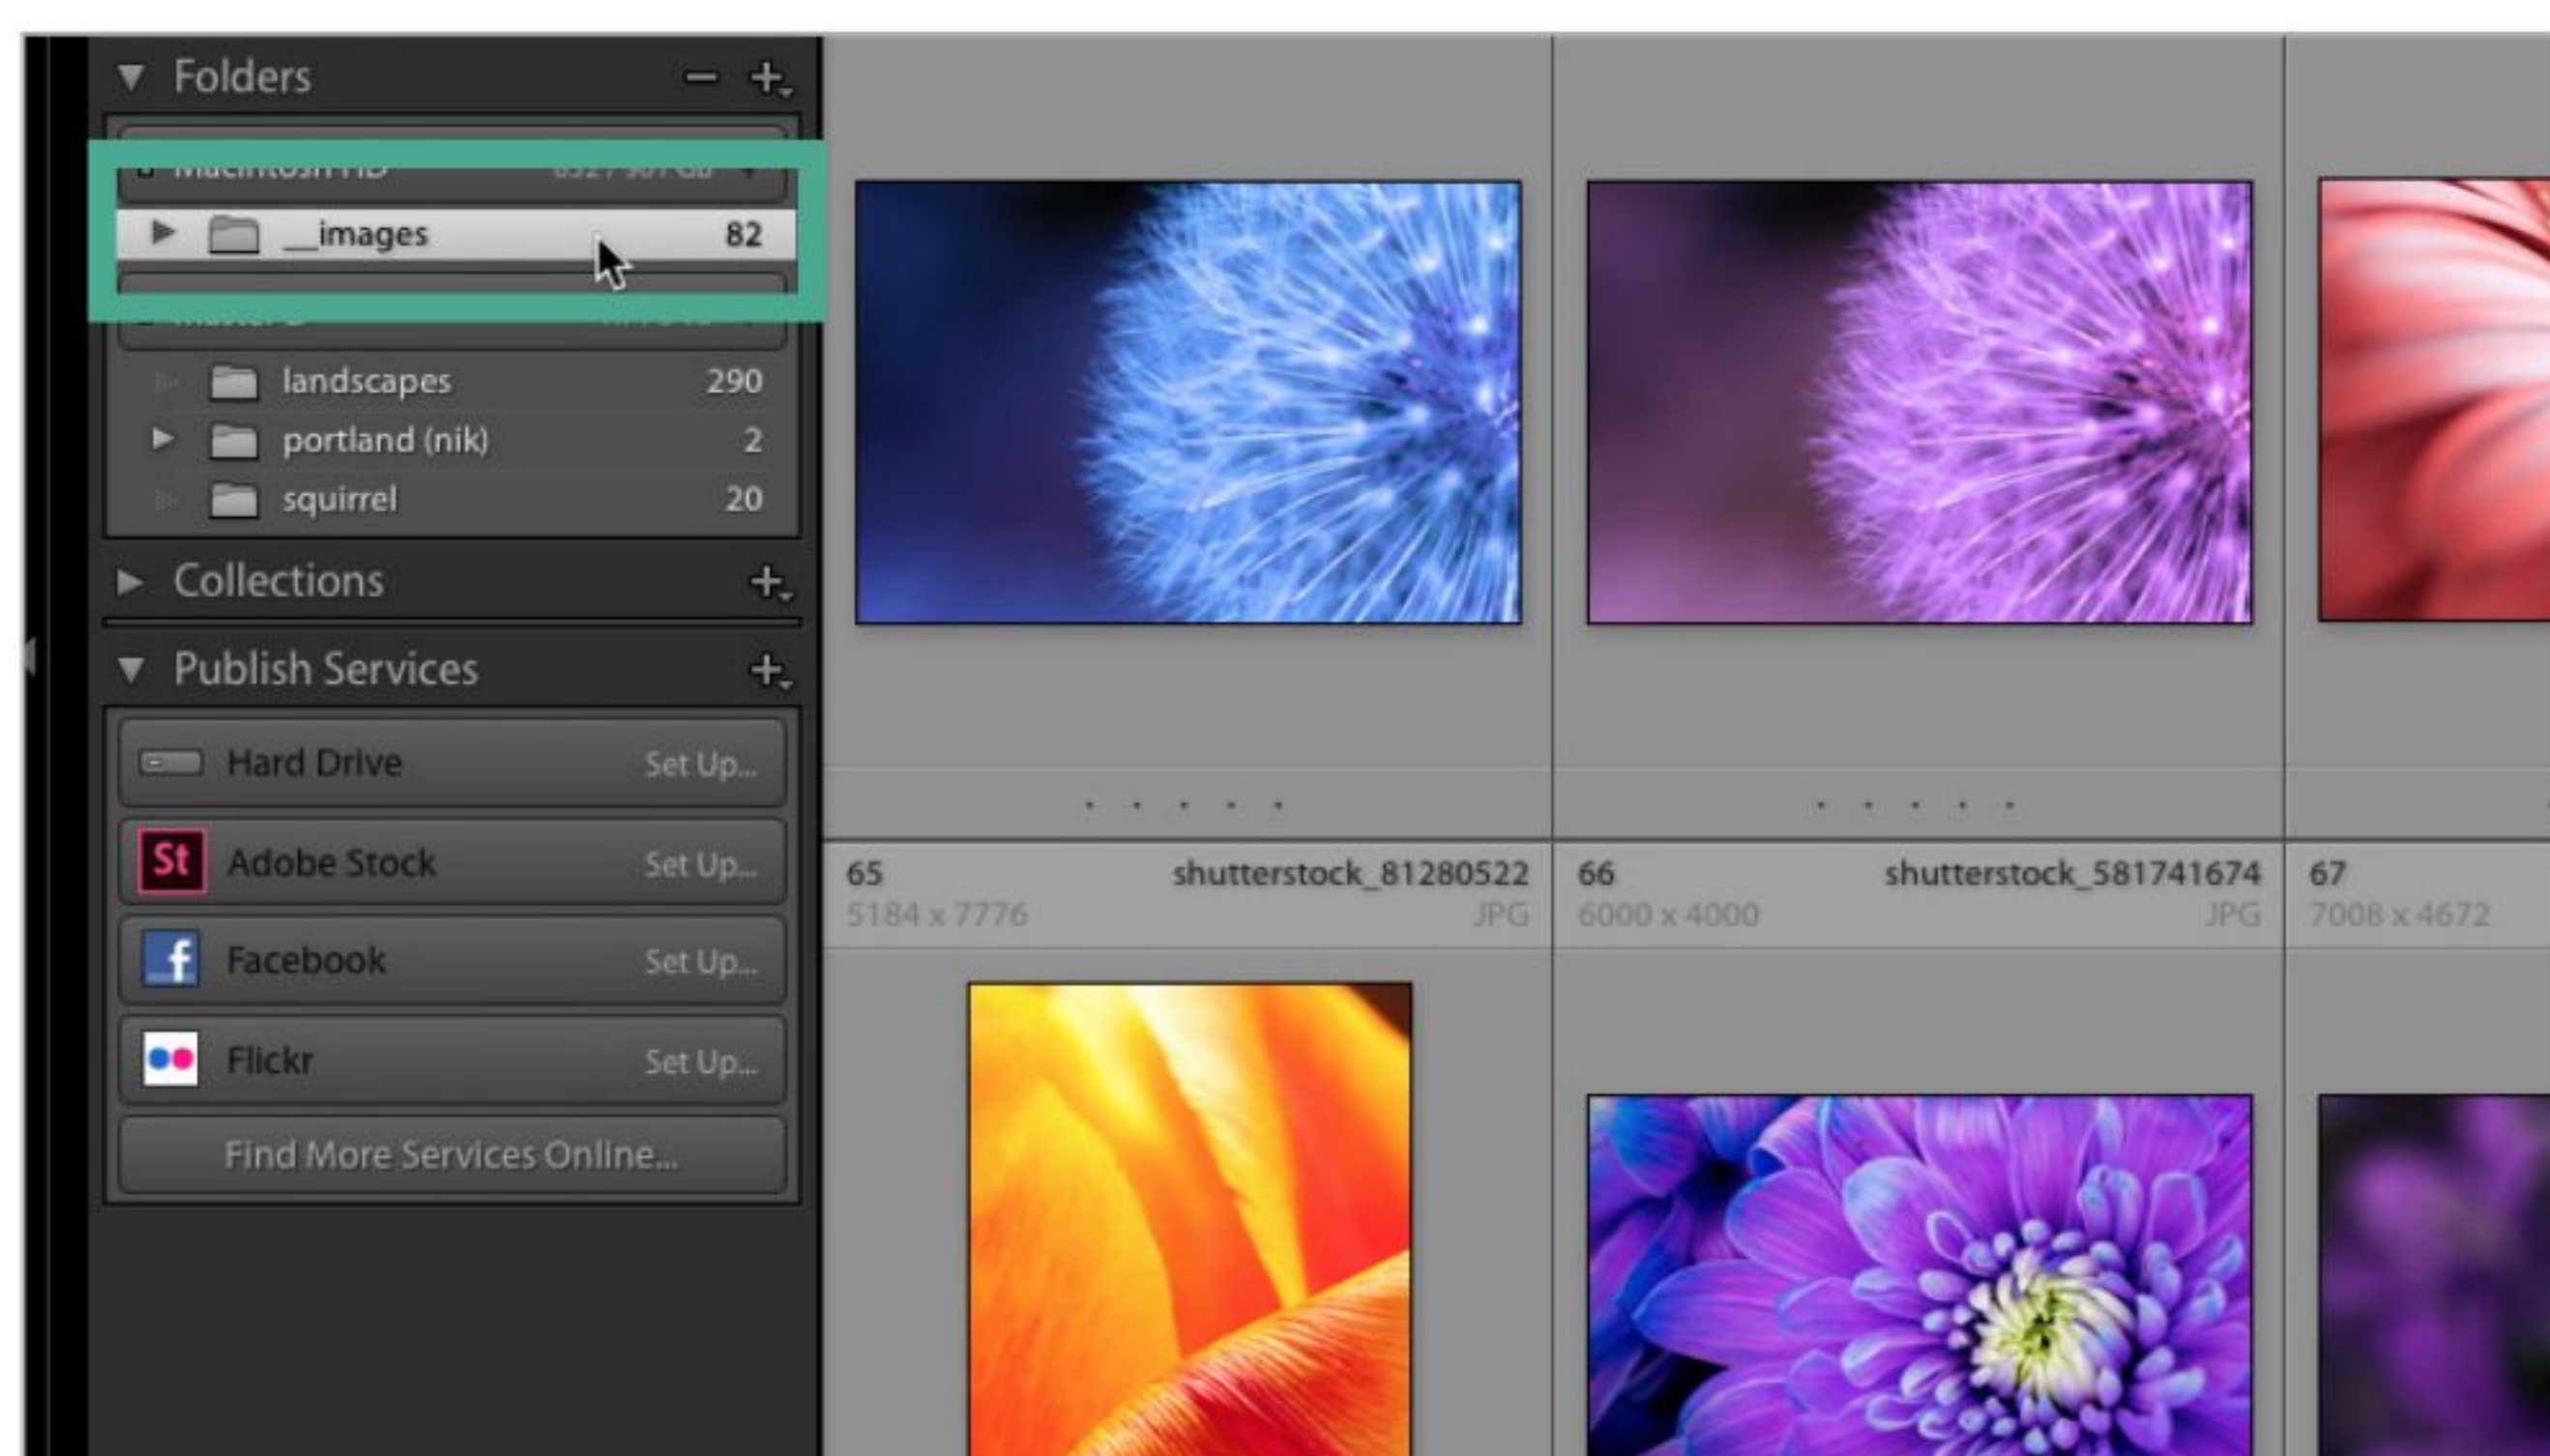 Folders
Macintosh HD
__images 82
landscapes 290
portland (nik) 2
squirrel 20
Collections
Publish Services
Hard Drive Set Up...
St Adobe Stock Set Up...
f Facebook Set Up...
Flickr Set Up...
Find More Services Online...
65 shutterstock_81280522
5184 x 7776 JPG
66 shutterstock_581741674
6000 x 4000 JPG
67
7008 x 4672